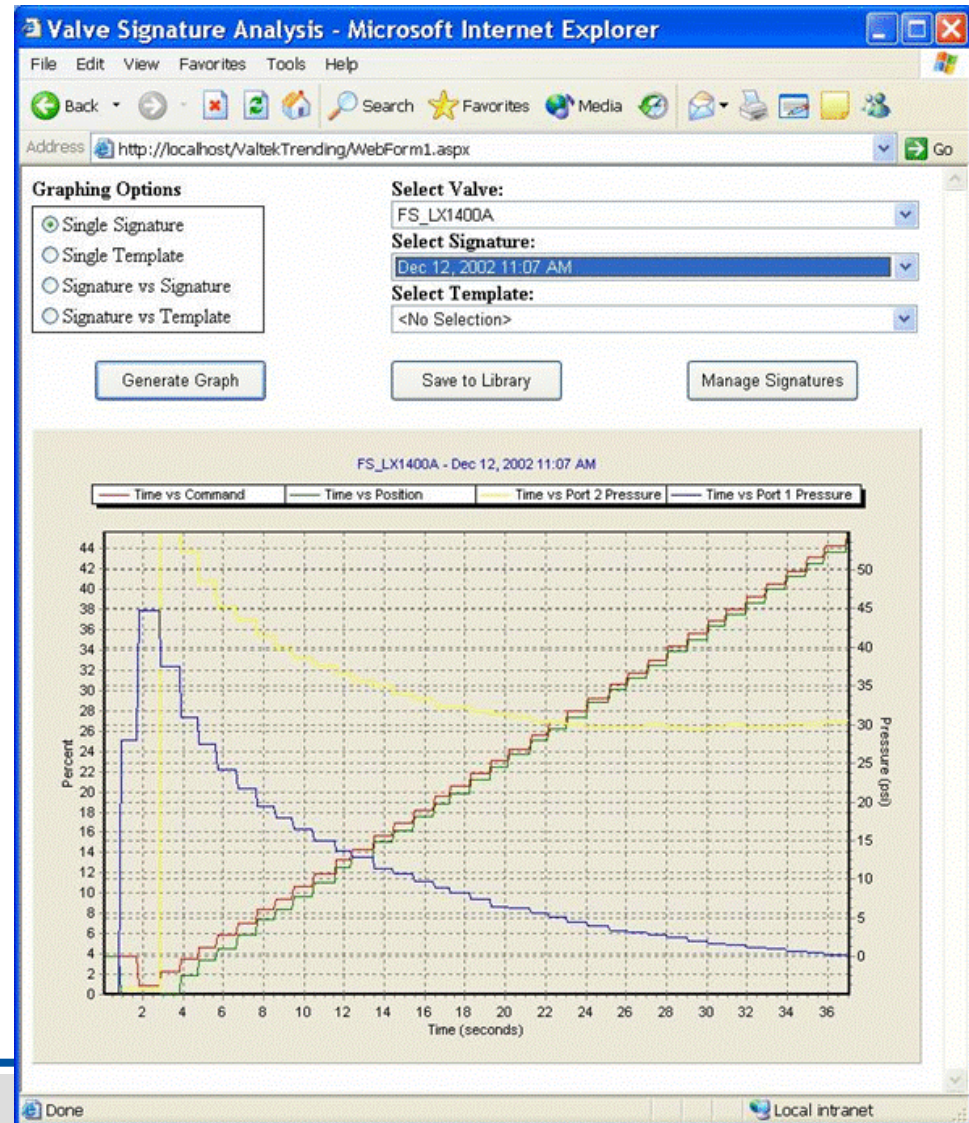 Valve Signature Analysis - Microsoft Internet Explorer
File Edit View Favorites Tools Help
Back Search Favorites Media
Address http://localhost/ValtekTrending/WebForm1.aspx Go
Graphing Options
Single Signature
Single Template
Signature vs Signature
Signature vs Template
Select Valve:
FS_LX1400A
Select Signature:
Dec 12, 2002 11:07 AM
Select Template:
<No Selection>
Generate Graph Save to Library Manage Signatures
FS_LX1400A - Dec 12, 2002 11:07 AM
Time vs Command Time vs Position Time vs Port 2 Pressure Time vs Port 1 Pressure
44
42
40
38
36
34
32
30
28
26
24
22
20
18
16
14
12
10
8
6
4
2
0
Percent
50
45
40
35
30
25
20
15
10
5
0
Pressure (psi)
2 4 6 8 10 12 14 16 18 20 22 24 26 28 30 32 34 36
Time (seconds)
Done Local intranet